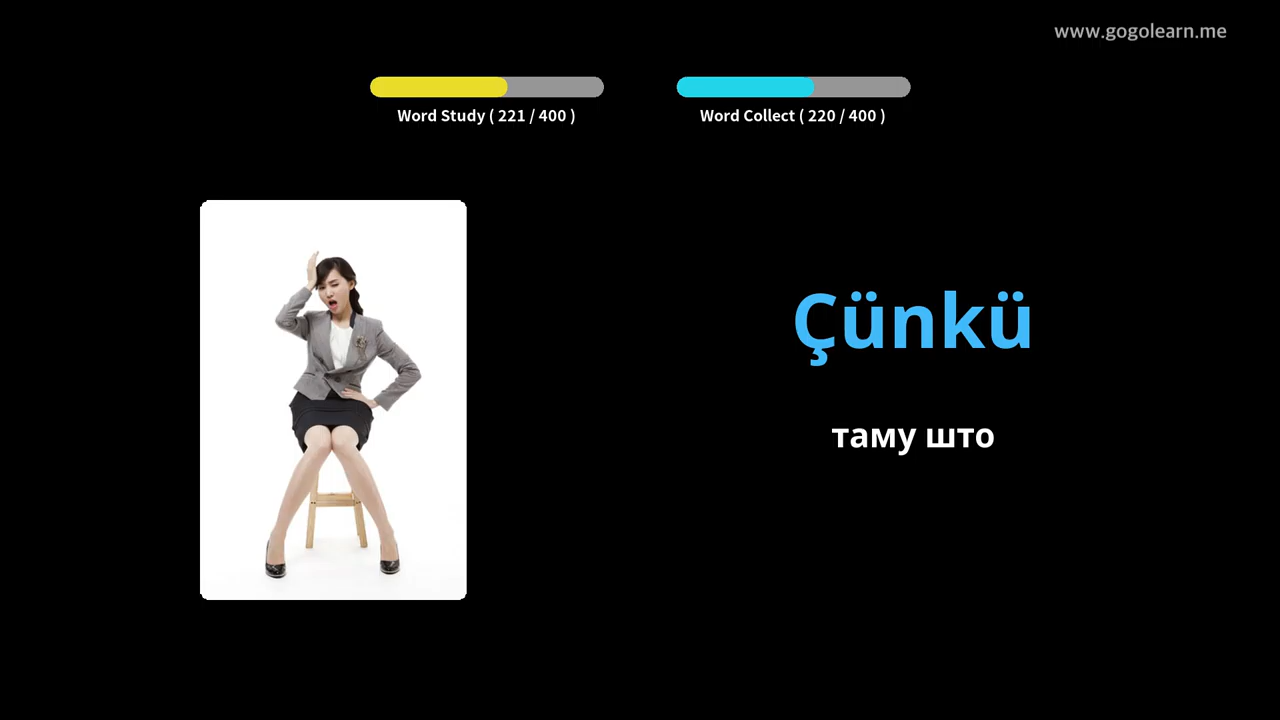 www.gogolearn.me
Word Study ( 221 / 400 )
Word Collect ( 220 / 400 )
Çünkü
таму што